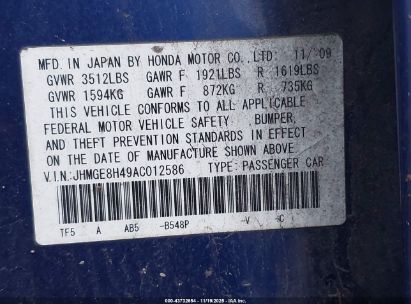 MFD. IN JAPAN BY HONDA MOTOR CO., LTD. 11/09
GVWR 3512LBS GAWR F 1921LBS R 1619LBS
GVWR 1594KG GAWR F 872KG R 735KG
THIS VEHICLE CONFORMS TO ALL APPLICABLE
FEDERAL MOTOR VEHICLE SAFETY, BUMPER,
AND THEFT PREVENTION STANDARDS IN EFFECT
ON THE DATE OF MANUFACTURE SHOWN ABOVE.
V.I.N.:JHMGE8H49AC012586 TYPE: PASSENGER CAR
TF5 A AB5 -B548P -V -C